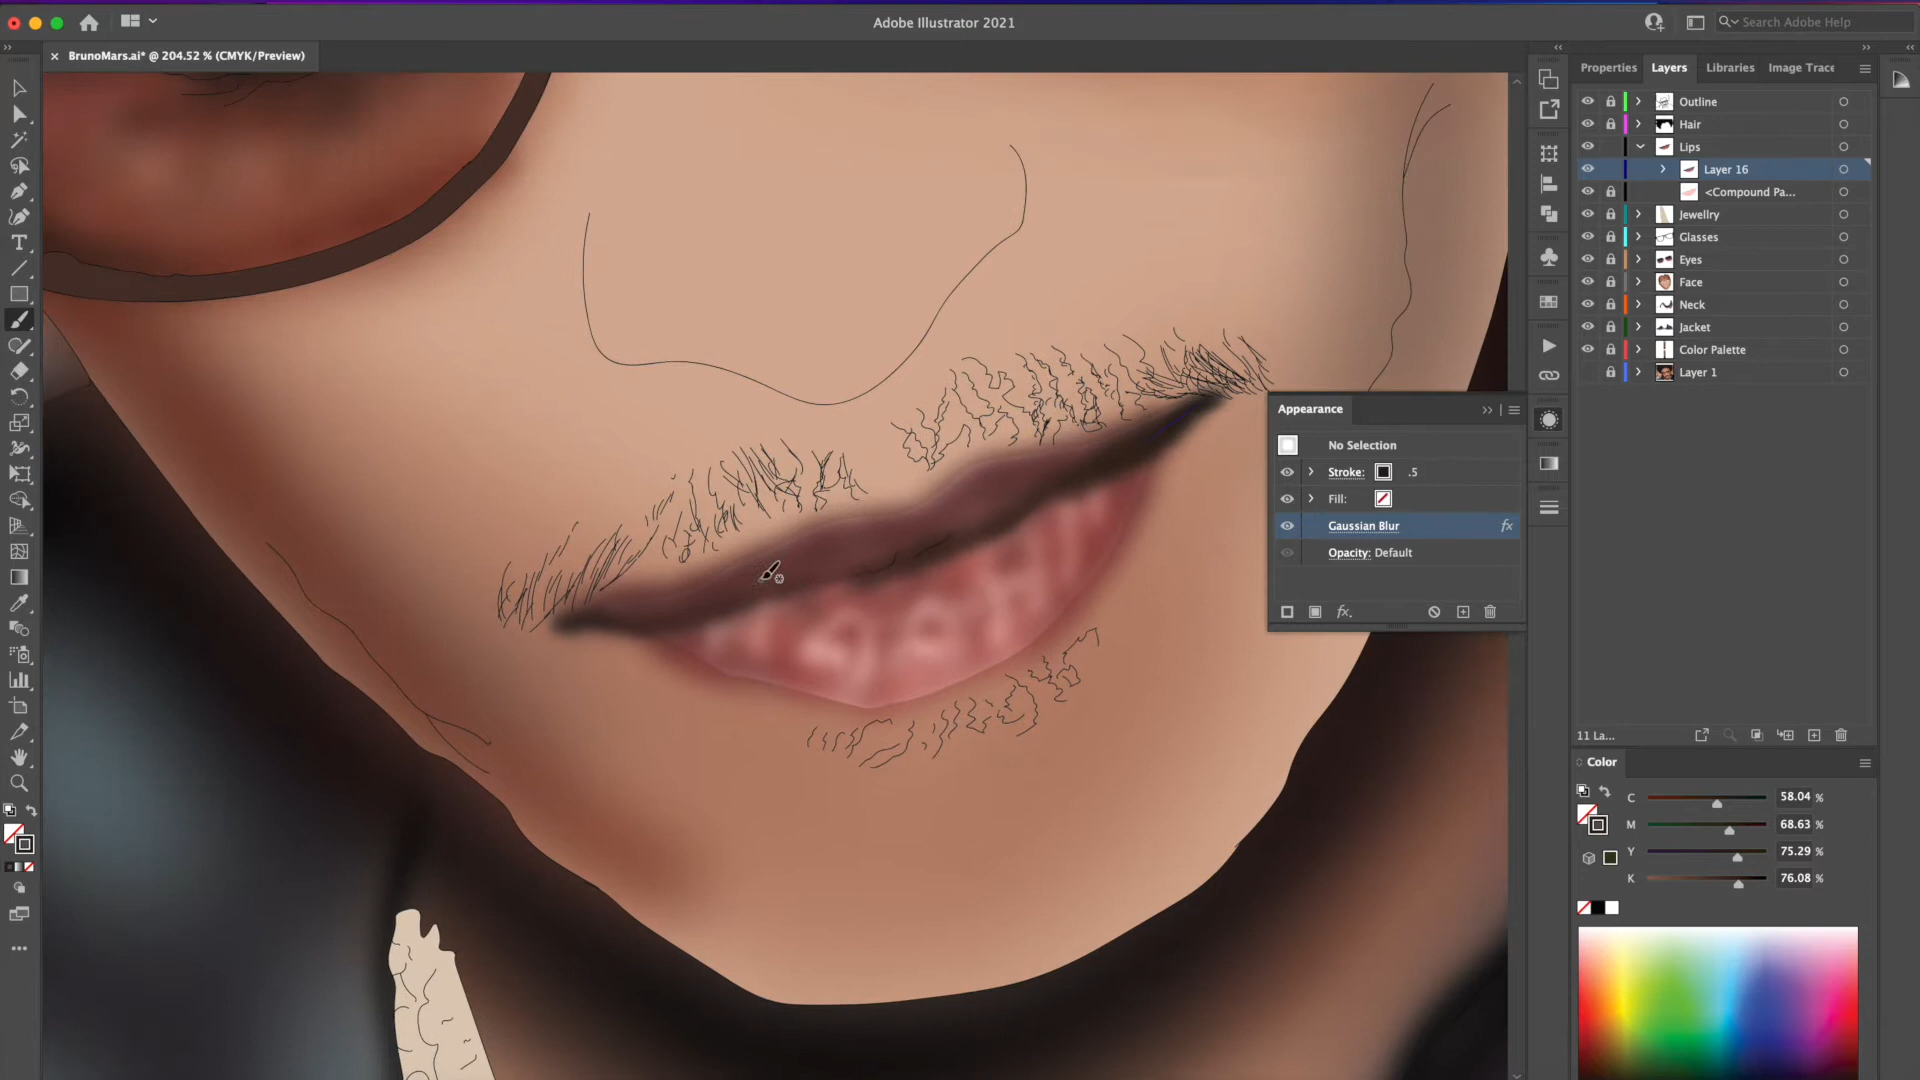 Adobe Illustrator 2021
Search Adobe Help
BrunoMars.ai* @ 204.52 % (CMYK/Preview)
Properties
Layers
Libraries
Image Trace
Outline
Hair
Lips
Layer 16
<Compound Pa...
Jewellry
Glasses
Eyes
Face
Neck
Jacket
Color Palette
Layer 1
Appearance
No Selection
Stroke: .5
Fill:
Gaussian Blur fx
Opacity: Default
fx.
11 La...
Color
C 58.04 %
M 68.63 %
Y 75.29 %
K 76.08 %